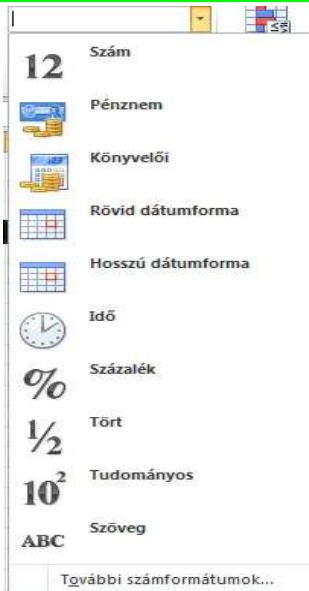 12 Szám
Pénznem
Könyvelői
Rövid dátumforma
Hosszú dátumforma
Idő
% Százalék
½ Tört
10² Tudományos
ABC Szöveg
További számformátumok...